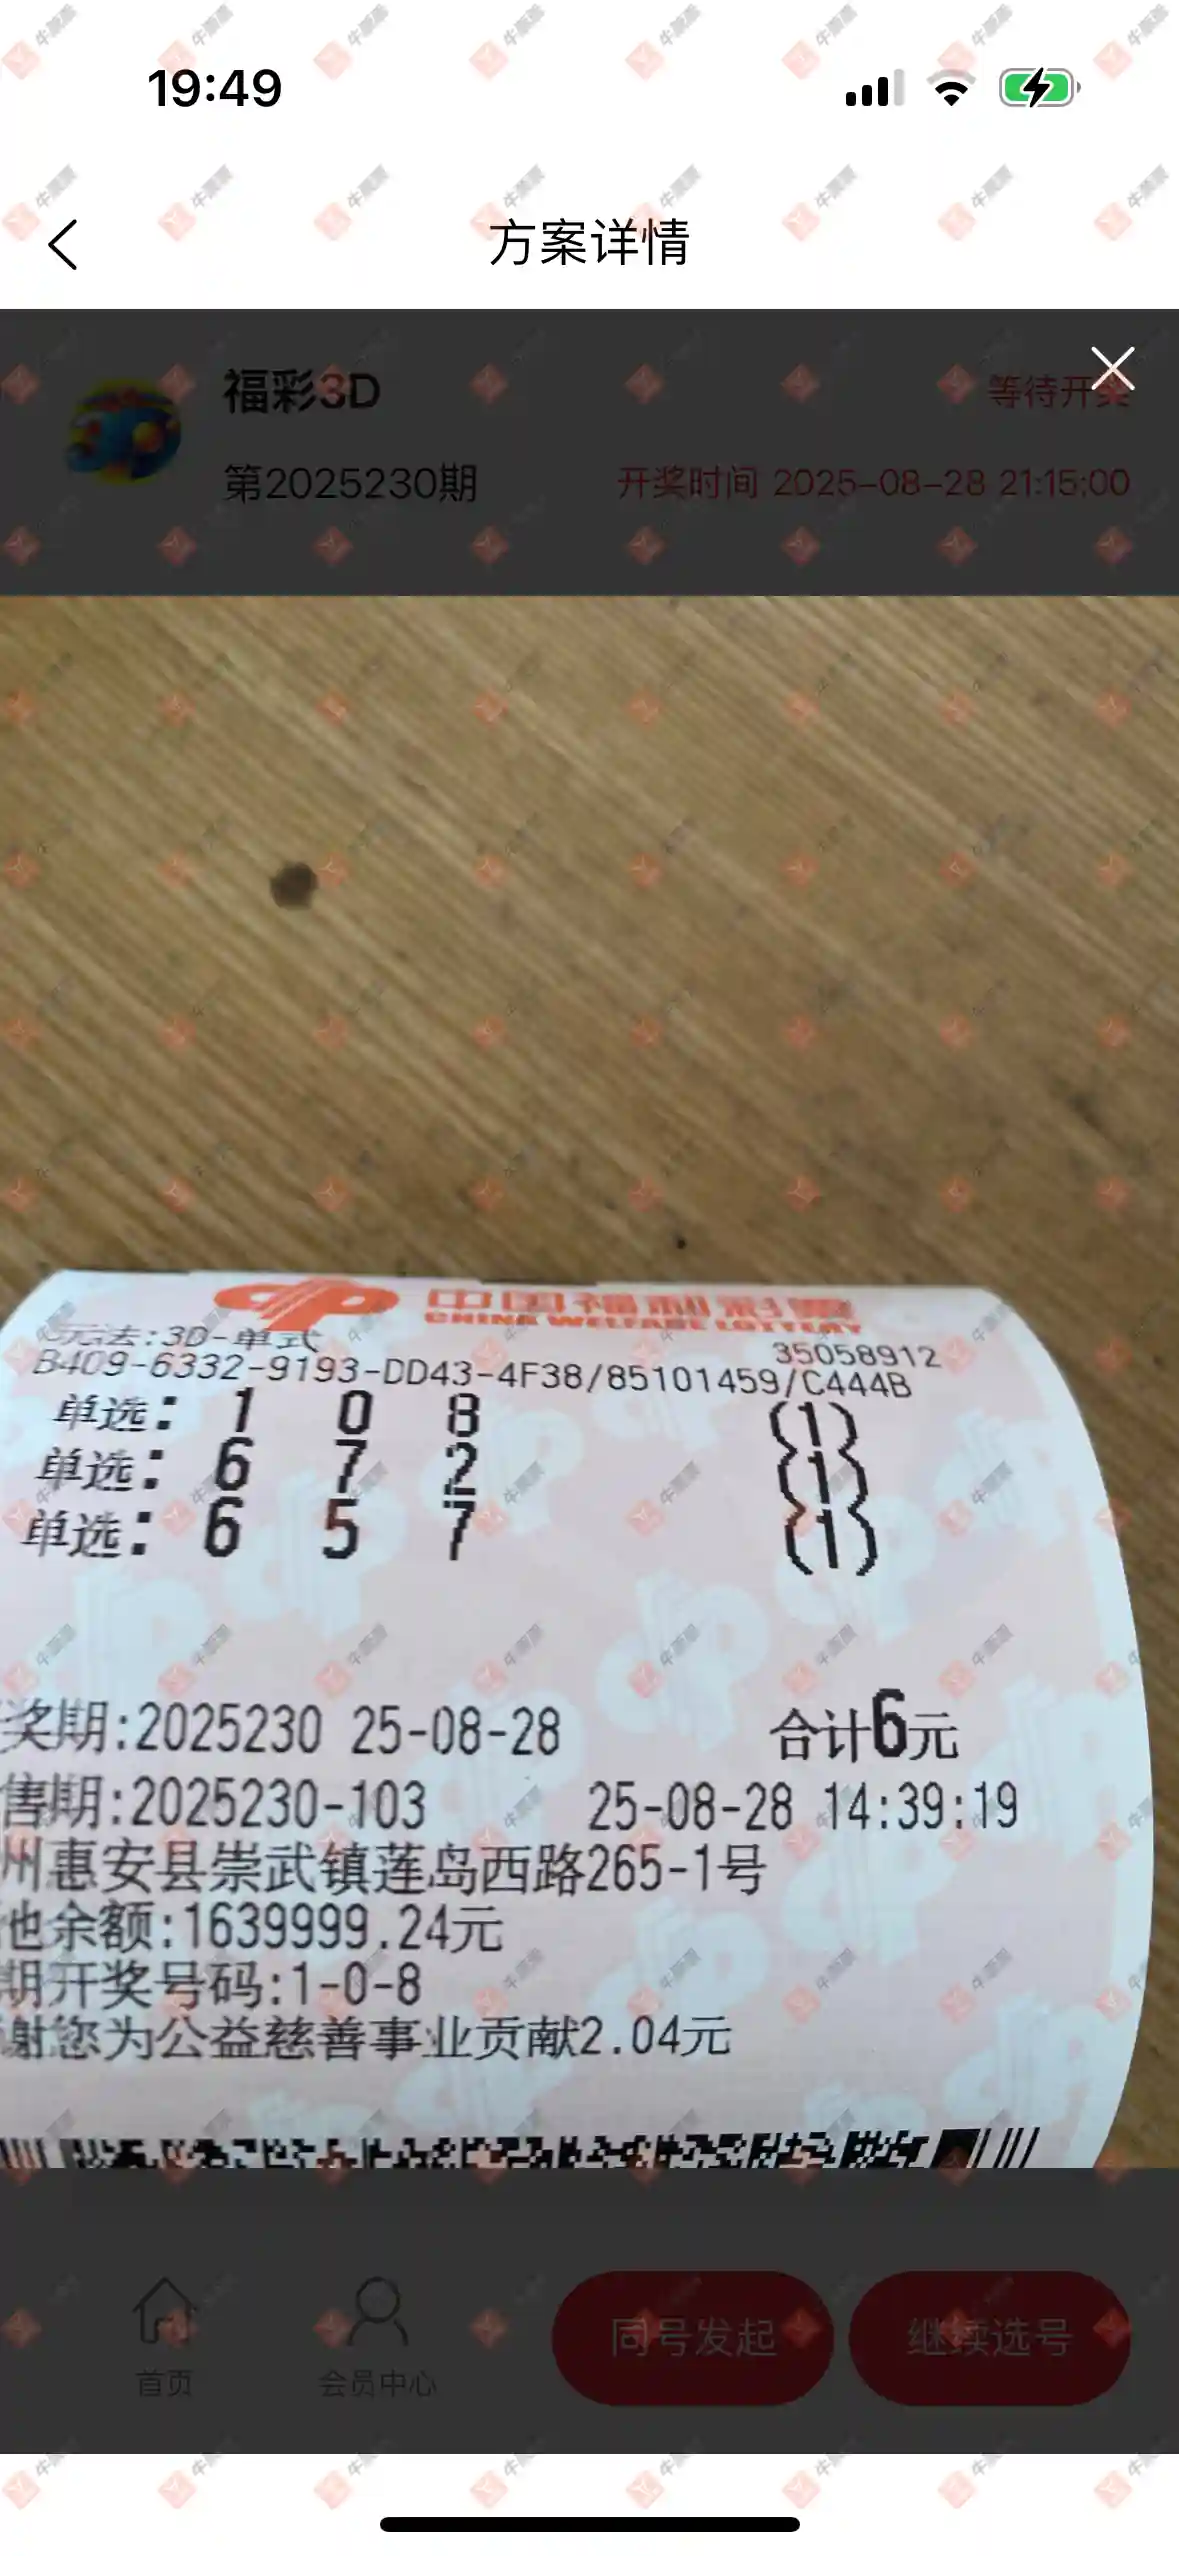 19:49
方案详情
福彩3D
等待开奖
第2025230期
开奖时间 2025-08-28 21:15:00
中国福利彩票
CHINA WELFARE LOTTERY
玩法:3D-单式
35058912
B409-6332-9193-DD43-4F38/85101459/C444B
单选: 1 0 8 (1)
单选: 6 7 2 (1)
单选: 6 5 7 (1)
奖期:2025230 25-08-28 合计6元
售期:2025230-103 25-08-28 14:39:19
州惠安县崇武镇莲岛西路265-1号
池余额:1639999.24元
期开奖号码:1-0-8
谢您为公益慈善事业贡献2.04元
首页
会员中心
同号发起
继续选号